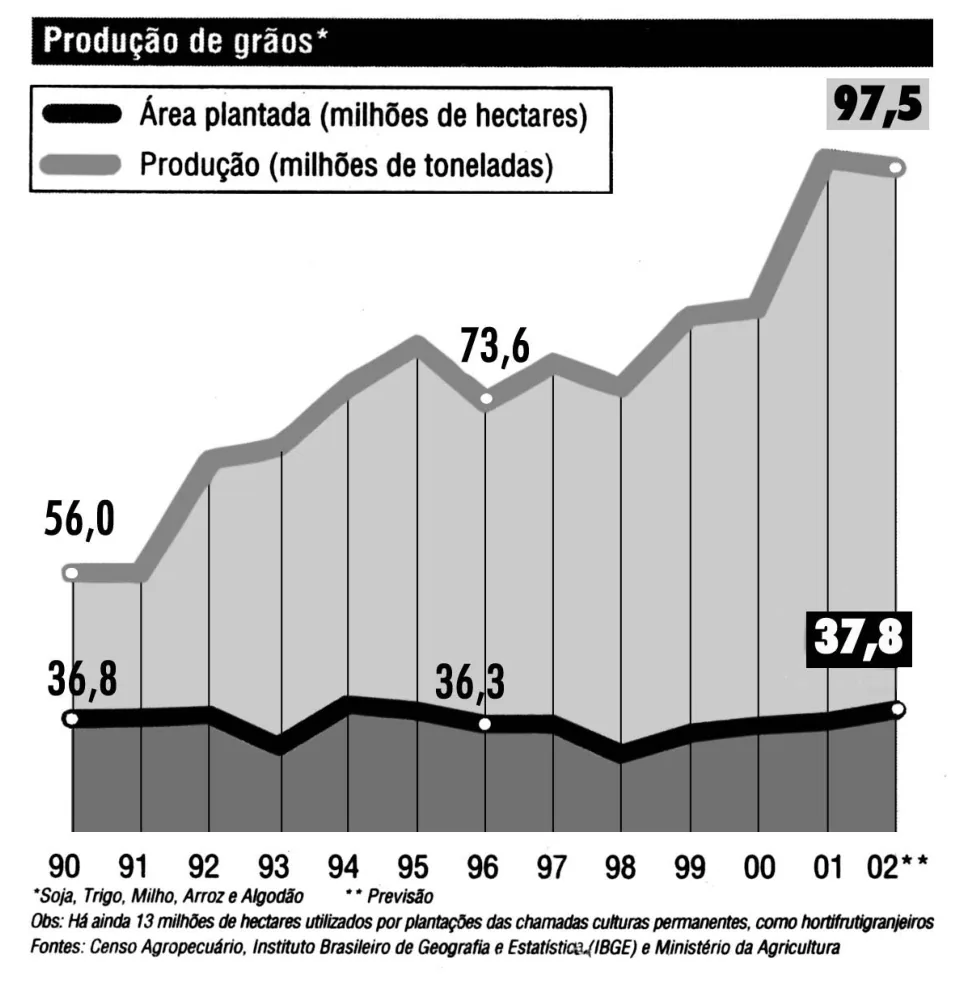 Produção de grãos*
Área plantada (milhões de hectares)
Produção (milhões de toneladas)
97,5
73,6
56,0
37,8
36,8
36,3
90 91 92 93 94 95 96 97 98 99 00 01 02**
*Soja, Trigo, Milho, Arroz e Algodão ** Previsão
Obs: Há ainda 13 milhões de hectares utilizados por plantações das chamadas culturas permanentes, como hortifrutigranjeiros
Fontes: Censo Agropecuário, Instituto Brasileiro de Geografia e Estatística (IBGE) e Ministério da Agricultura